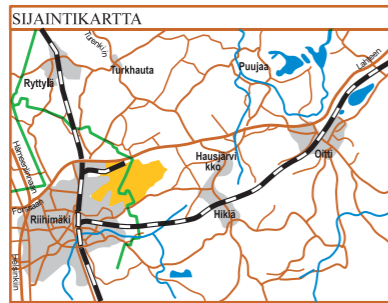 SIJAINTIKARTTA
Turenkiin
Lahteen
Ryttylä
Turkhauta
Puujaa
Hämeenlinnaan
Hausjärvi
kko
Oitti
Forssaan
Riihimäki
Hikiä
Helsinkiin